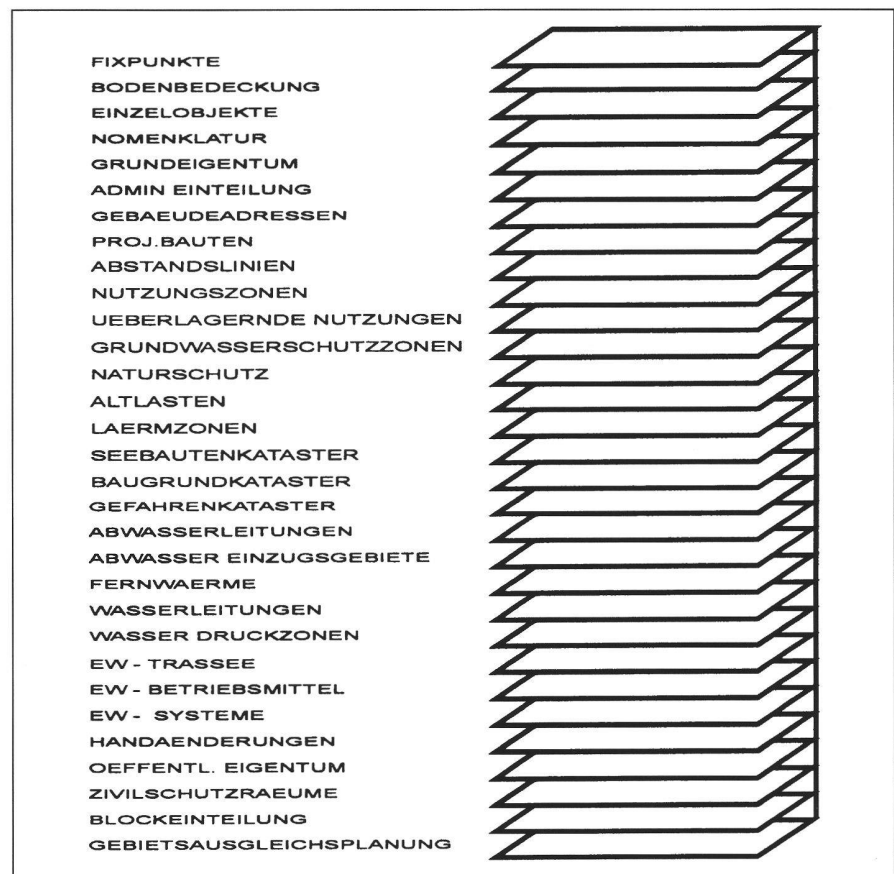 FIXPUNKTE
BODENBEDECKUNG
EINZELOBJEKTE
NOMENKLATUR
GRUNDEIGENTUM
ADMIN EINTEILUNG
GEBAEUDEADRESSEN
PROJ.BAUTEN
ABSTANDSLINIEN
NUTZUNGSZONEN
UEBERLAGERNDE NUTZUNGEN
GRUNDWASSERSCHUTZZONEN
NATURSCHUTZ
ALTLASTEN
LAERMZONEN
SEEBAUTENKATASTER
BAUGRUNDKATASTER
GEFAHRENKATASTER
ABWASSERLEITUNGEN
ABWASSER EINZUGSGEBIETE
FERNWAERME
WASSERLEITUNGEN
WASSER DRUCKZONEN
EW - TRASSEE
EW - BETRIEBSMITTEL
EW - SYSTEME
HANDAENDERUNGEN
OEFFENTL. EIGENTUM
ZIVILSCHUTZRAEUME
BLOCKEINTEILUNG
GEBIETSAUSGLEICHSPLANUNG